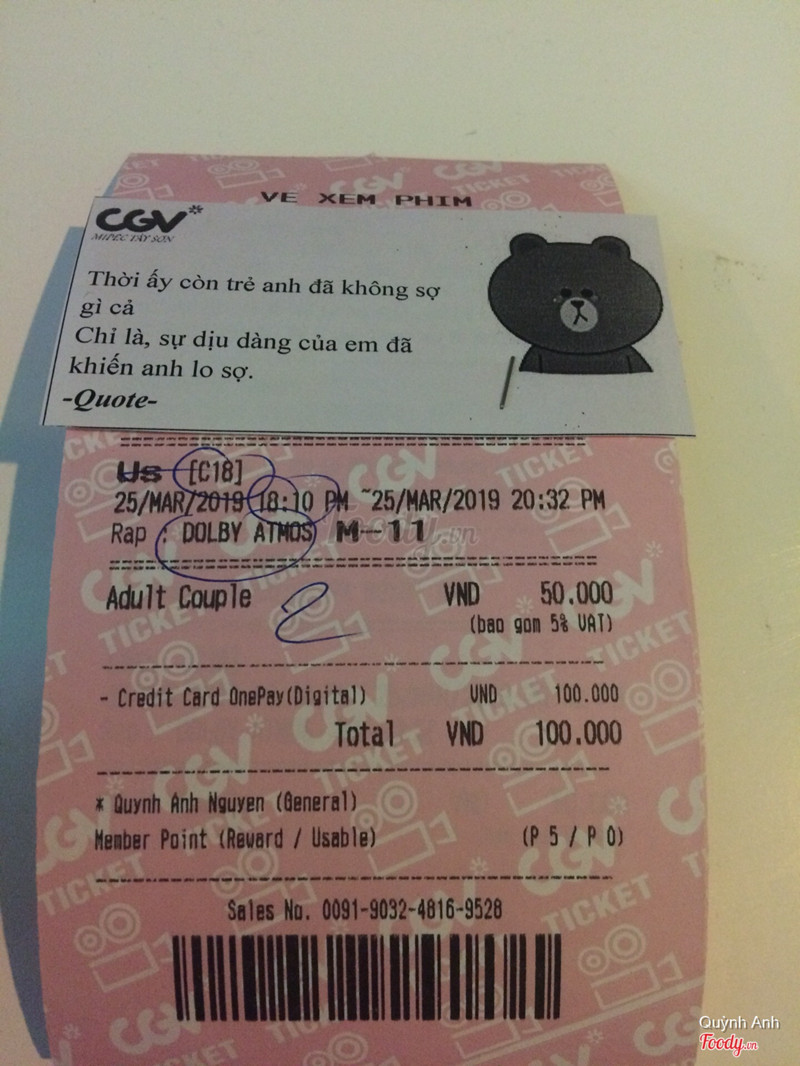 VE XEM PHIM
CGV*
MIPEC TÂY SƠN
Thời ấy còn trẻ anh đã không sợ
gì cả
Chỉ là, sự dịu dàng của em đã
khiến anh lo sợ.
-Quote-
Us [C18]
25/MAR/2019 18:10 PM ~25/MAR/2019 20:32 PM
Rap : DOLBY ATMOS M-11
Adult Couple VND 50.000
2
(bao gom 5% VAT)
- Credit Card OnePay(Digital) VND 100.000
Total VND 100.000
* Quynh Anh Nguyen (General)
Member Point (Reward / Usable) (P 5 / P 0)
Sales No. 0091-9032-4816-9528
CGV* TICKET
Quỳnh Anh
Foody.vn